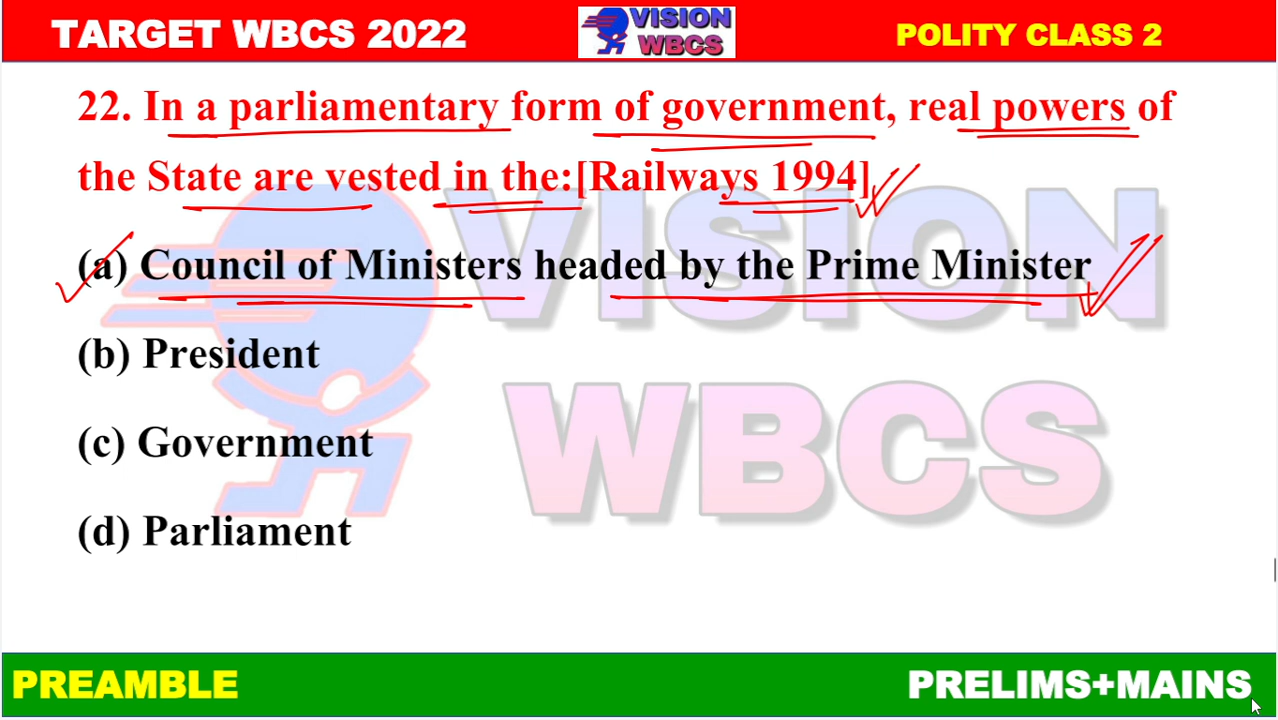 TARGET WBCS 2022
VISION
WBCS
POLITY CLASS 2
22. In a parliamentary form of government, real powers of
the State are vested in the:[Railways 1994]
(a) Council of Ministers headed by the Prime Minister
(b) President
(c) Government
(d) Parliament
VISION
WBCS
PREAMBLE
PRELIMS+MAINS